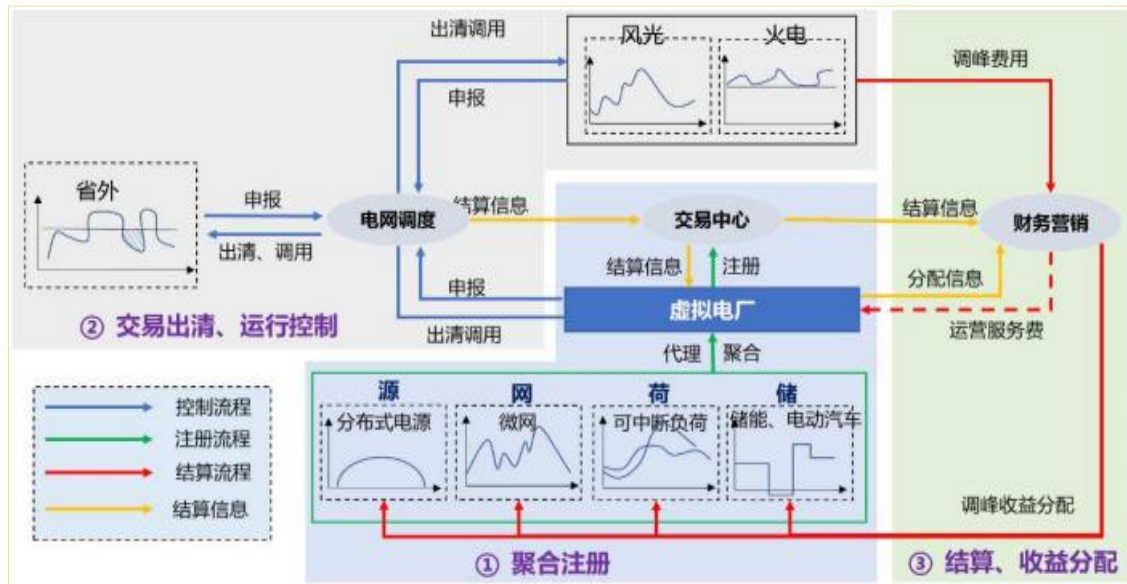 出清调用
风光
火电
调峰费用
申报
省外
申报
电网调度
结算信息
交易中心
结算信息
财务营销
出清、调用
结算信息
注册
分配信息
申报
虚拟电厂
② 交易出清、运行控制
出清调用
运营服务费
代理
聚合
源
网
荷
储
控制流程
分布式电源
微网
可中断负荷
储能、电动汽车
注册流程
结算流程
结算信息
调峰收益分配
① 聚合注册
③ 结算、收益分配